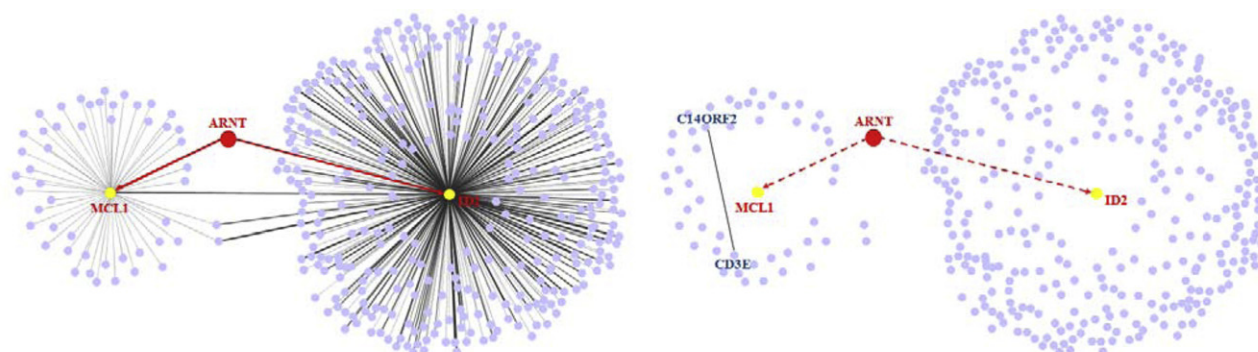 ARNT
MCL1
ID2
C14ORF2
ARNT
MCL1
ID2
CD3E